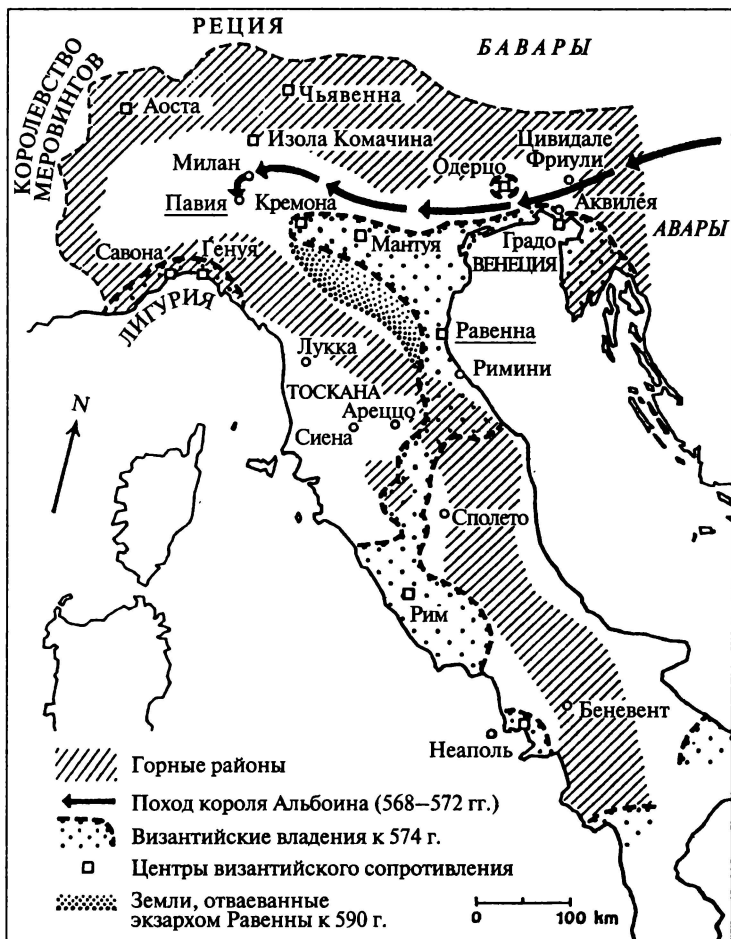 РЕЦИЯ
БАВАРЫ
КОРОЛЕВСТВО
МЕРОВИНГОВ
Аоста
Чьявенна
Изола Комачина
Цивидале
Фриули
Милан
Одерцо
Павия
Кремона
Аквилея
АВАРЫ
Мантуя
Градо
ВЕНЕЦИЯ
Савона
Генуя
ЛИГУРИЯ
Равенна
Лукка
Римини
ТОСКАНА
Ареццо
Сиена
N
Сполето
Рим
Беневент
Неаполь
Горные районы
Поход короля Альбоина (568–572 гг.)
Византийские владения к 574 г.
Центры византийского сопротивления
Земли, отваеванные
экзархом Равенны к 590 г.
0 100 km